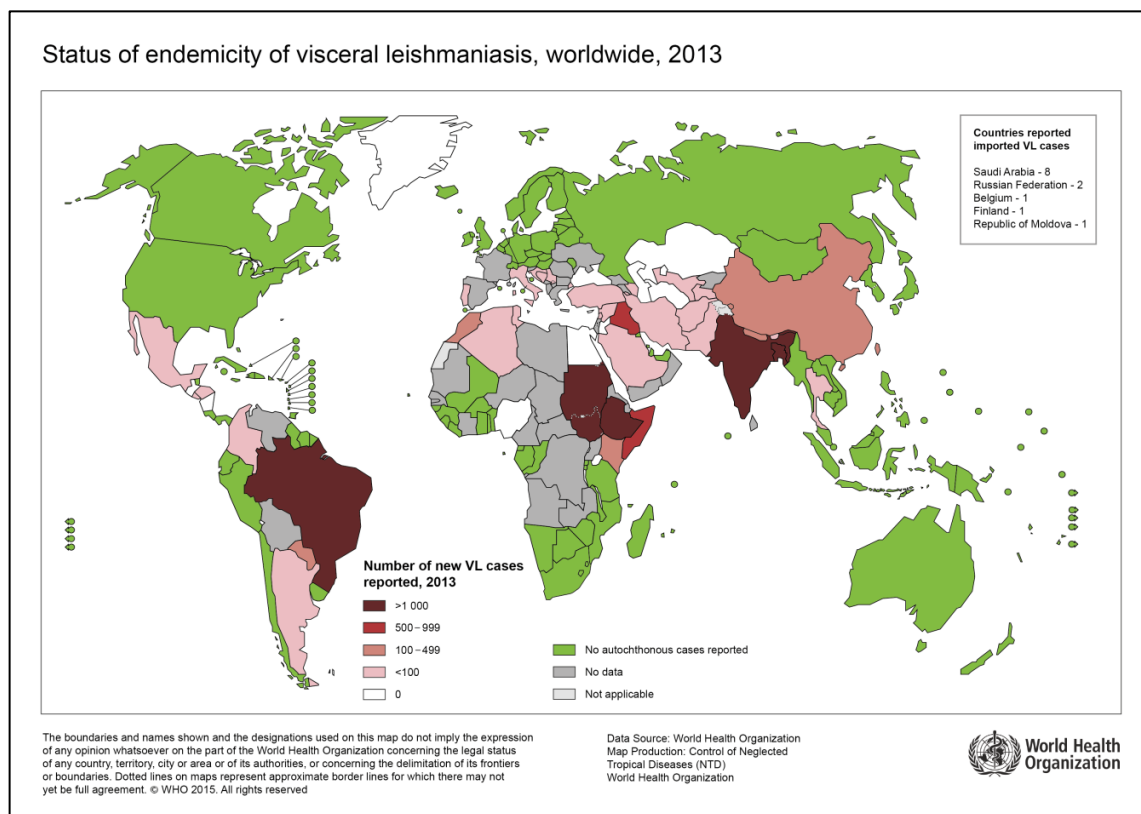 Status of endemicity of visceral leishmaniasis, worldwide, 2013
Countries reported
imported VL cases
Saudi Arabia - 8
Russian Federation - 2
Belgium - 1
Finland - 1
Republic of Moldova - 1
Number of new VL cases
reported, 2013
>1 000
500–999
100–499
<100
0
No autochthonous cases reported
No data
Not applicable
The boundaries and names shown and the designations used on this map do not imply the expression
of any opinion whatsoever on the part of the World Health Organization concerning the legal status
of any country, territory, city or area or of its authorities, or concerning the delimitation of its frontiers
or boundaries. Dotted lines on maps represent approximate border lines for which there may not
yet be full agreement. © WHO 2015. All rights reserved
Data Source: World Health Organization
Map Production: Control of Neglected
Tropical Diseases (NTD)
World Health Organization
World Health
Organization